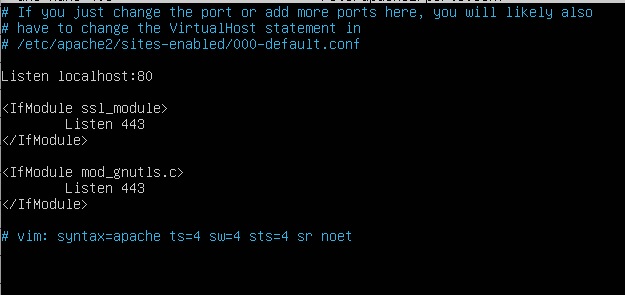 # If you just change the port or add more ports here, you will likely also
# have to change the VirtualHost statement in
# /etc/apache2/sites-enabled/000-default.conf
Listen localhost:80
<IfModule ssl_module>
Listen 443
</IfModule>
<IfModule mod_gnutls.c>
Listen 443
</IfModule>
# vim: syntax=apache ts=4 sw=4 sts=4 sr noet